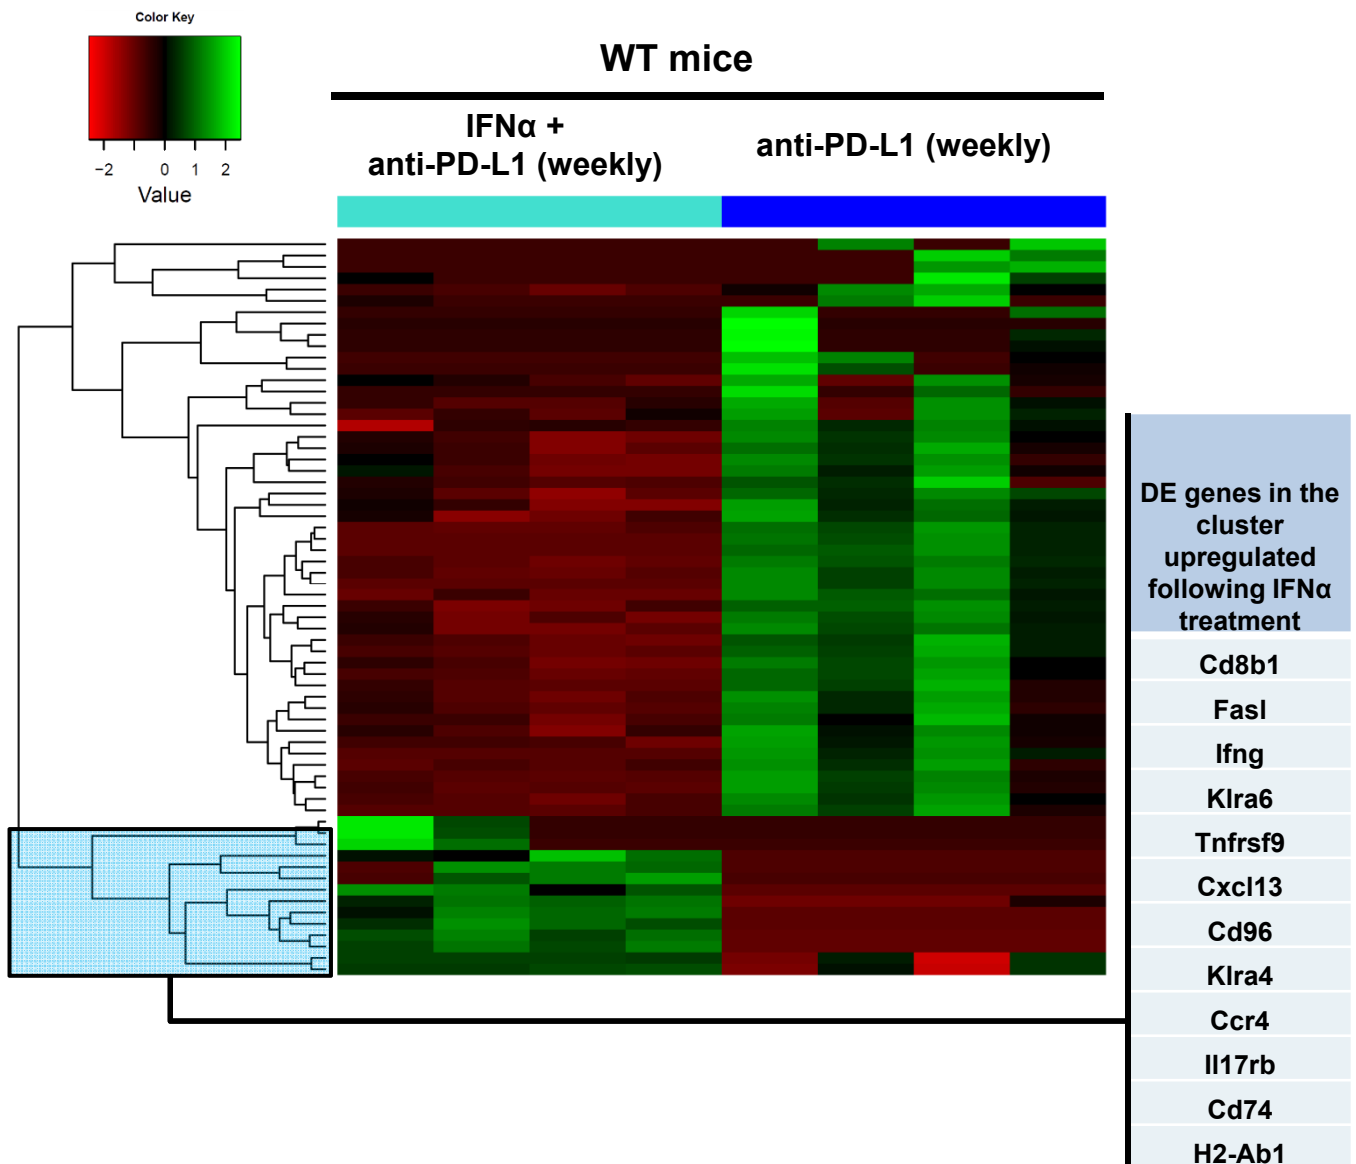 Color Key
−2 0 1 2
Value
WT mice
IFNα +
anti-PD-L1 (weekly)
anti-PD-L1 (weekly)
DE genes in the
cluster
upregulated
following IFNα
treatment
Cd8b1
Fasl
Ifng
Klra6
Tnfrsf9
Cxcl13
Cd96
Klra4
Ccr4
Il17rb
Cd74
H2-Ab1